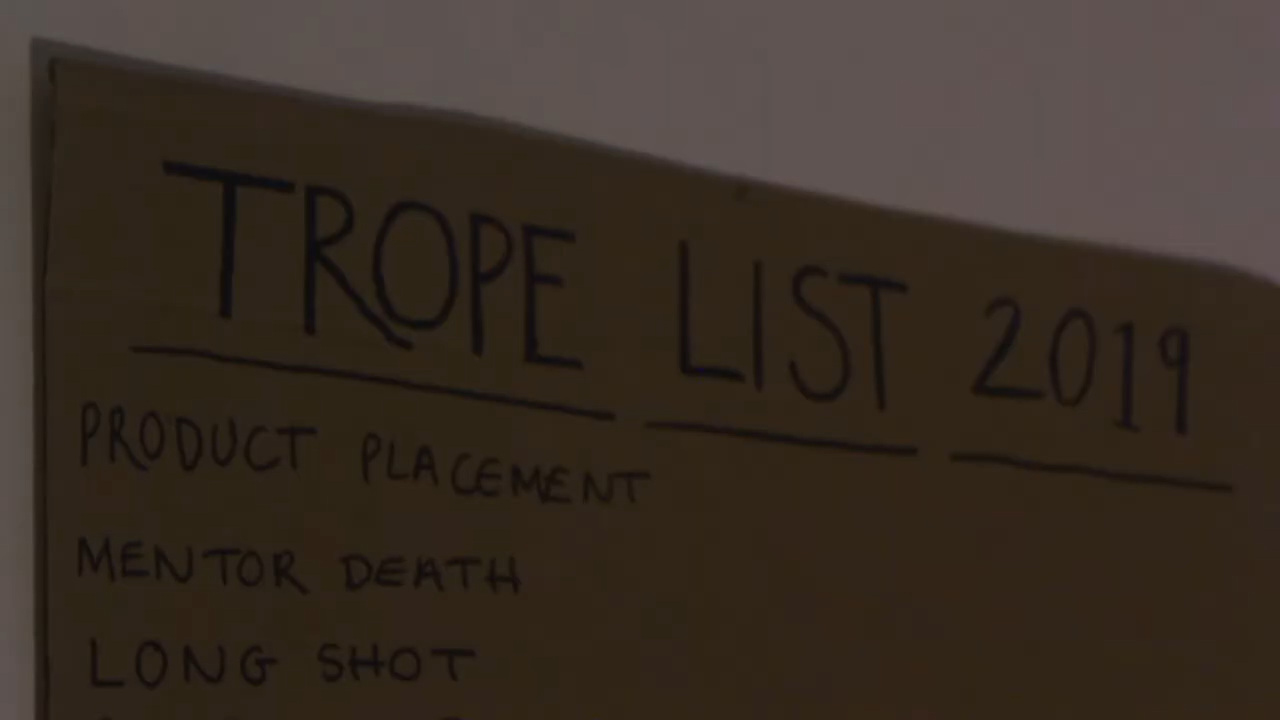 TROPE LIST 2019
PRODUCT PLACEMENT
MENTOR DEATH
LONG SHOT